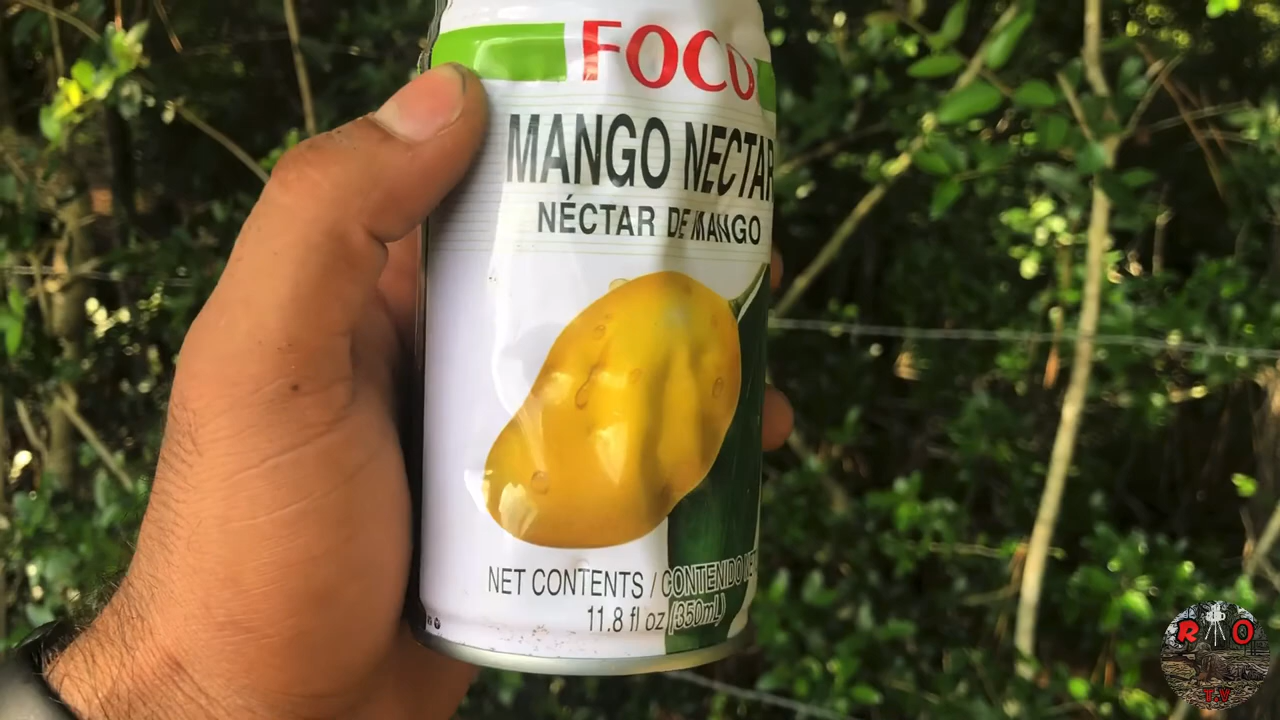 FOCO
MANGO NECTAR
NÉCTAR DE MANGO
NET CONTENTS / CONTENIDO
11.8 fl oz (350mL)
R O
T.V